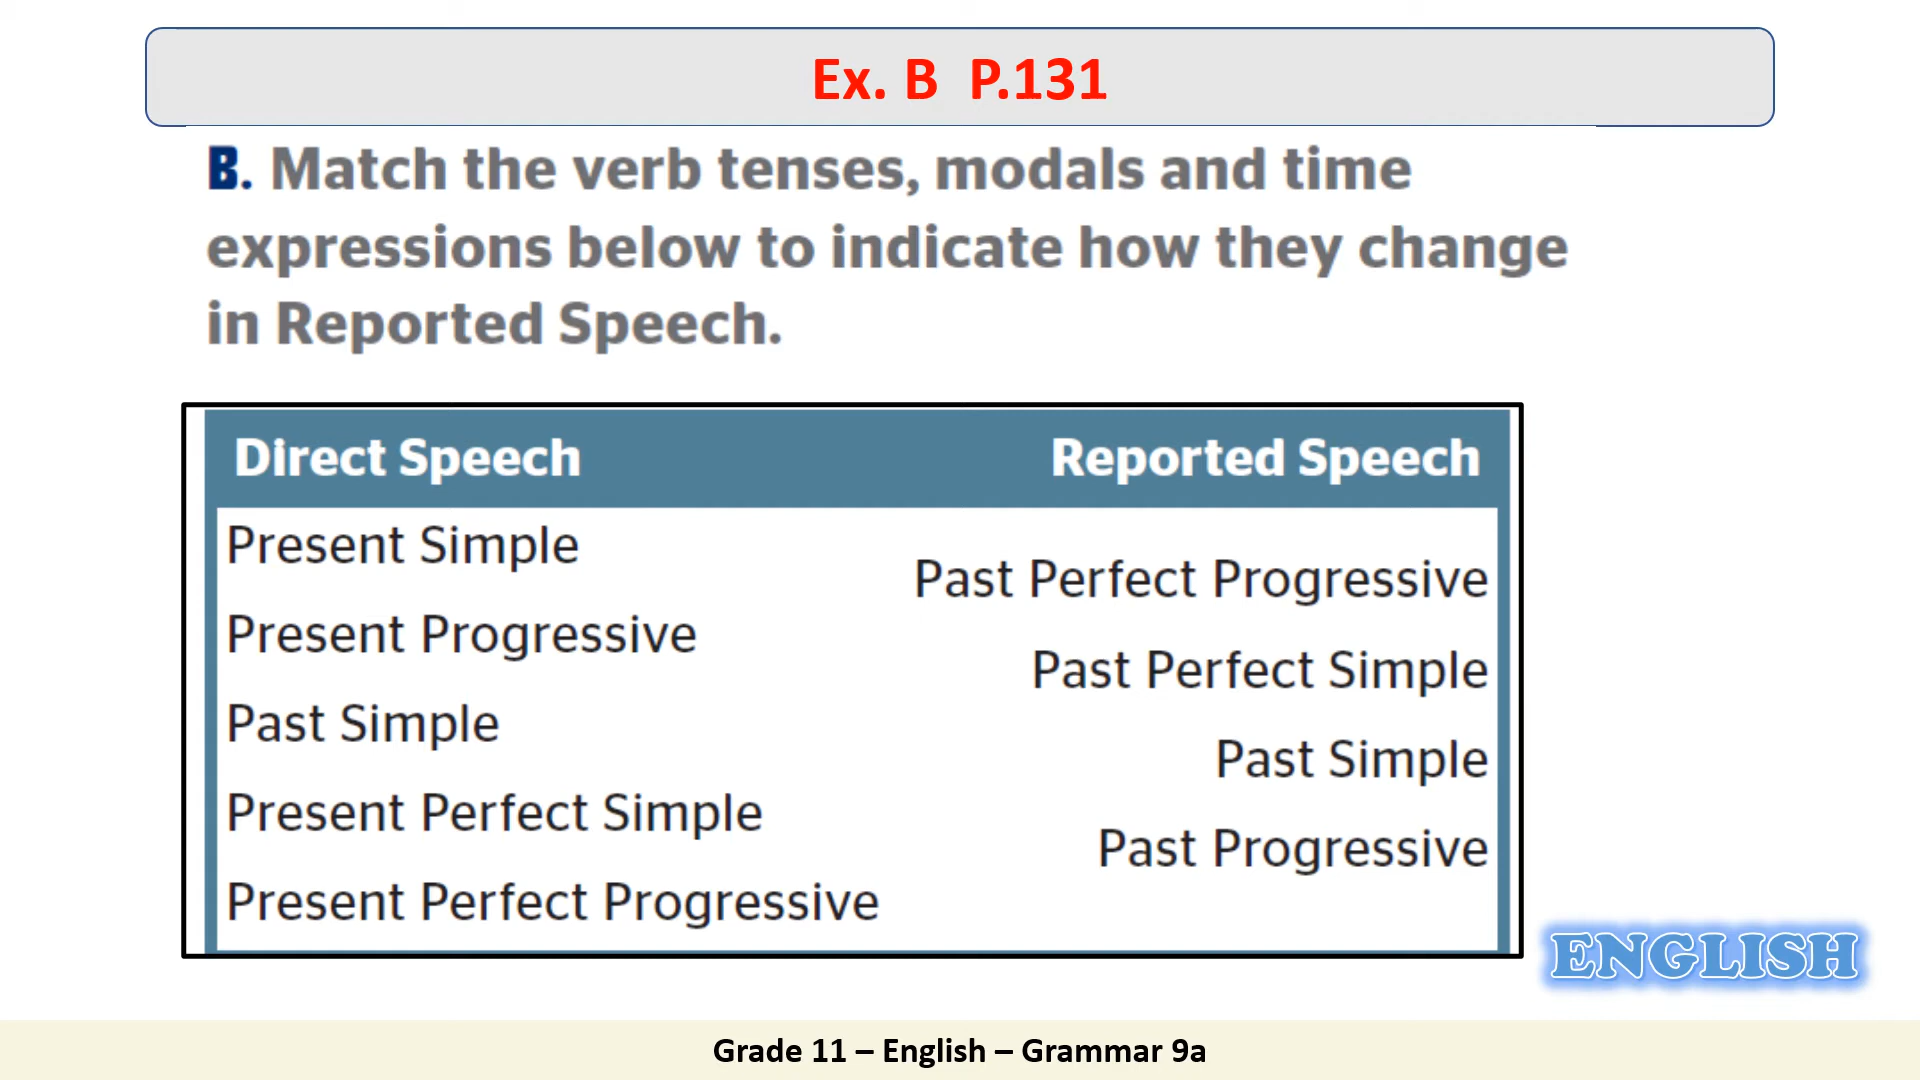 Ex. B P.131
B. Match the verb tenses, modals and time
expressions below to indicate how they change
in Reported Speech.
Direct Speech
Reported Speech
Present Simple
Past Perfect Progressive
Present Progressive
Past Perfect Simple
Past Simple
Past Simple
Present Perfect Simple
Past Progressive
Present Perfect Progressive
ENGLISH
Grade 11 – English – Grammar 9a